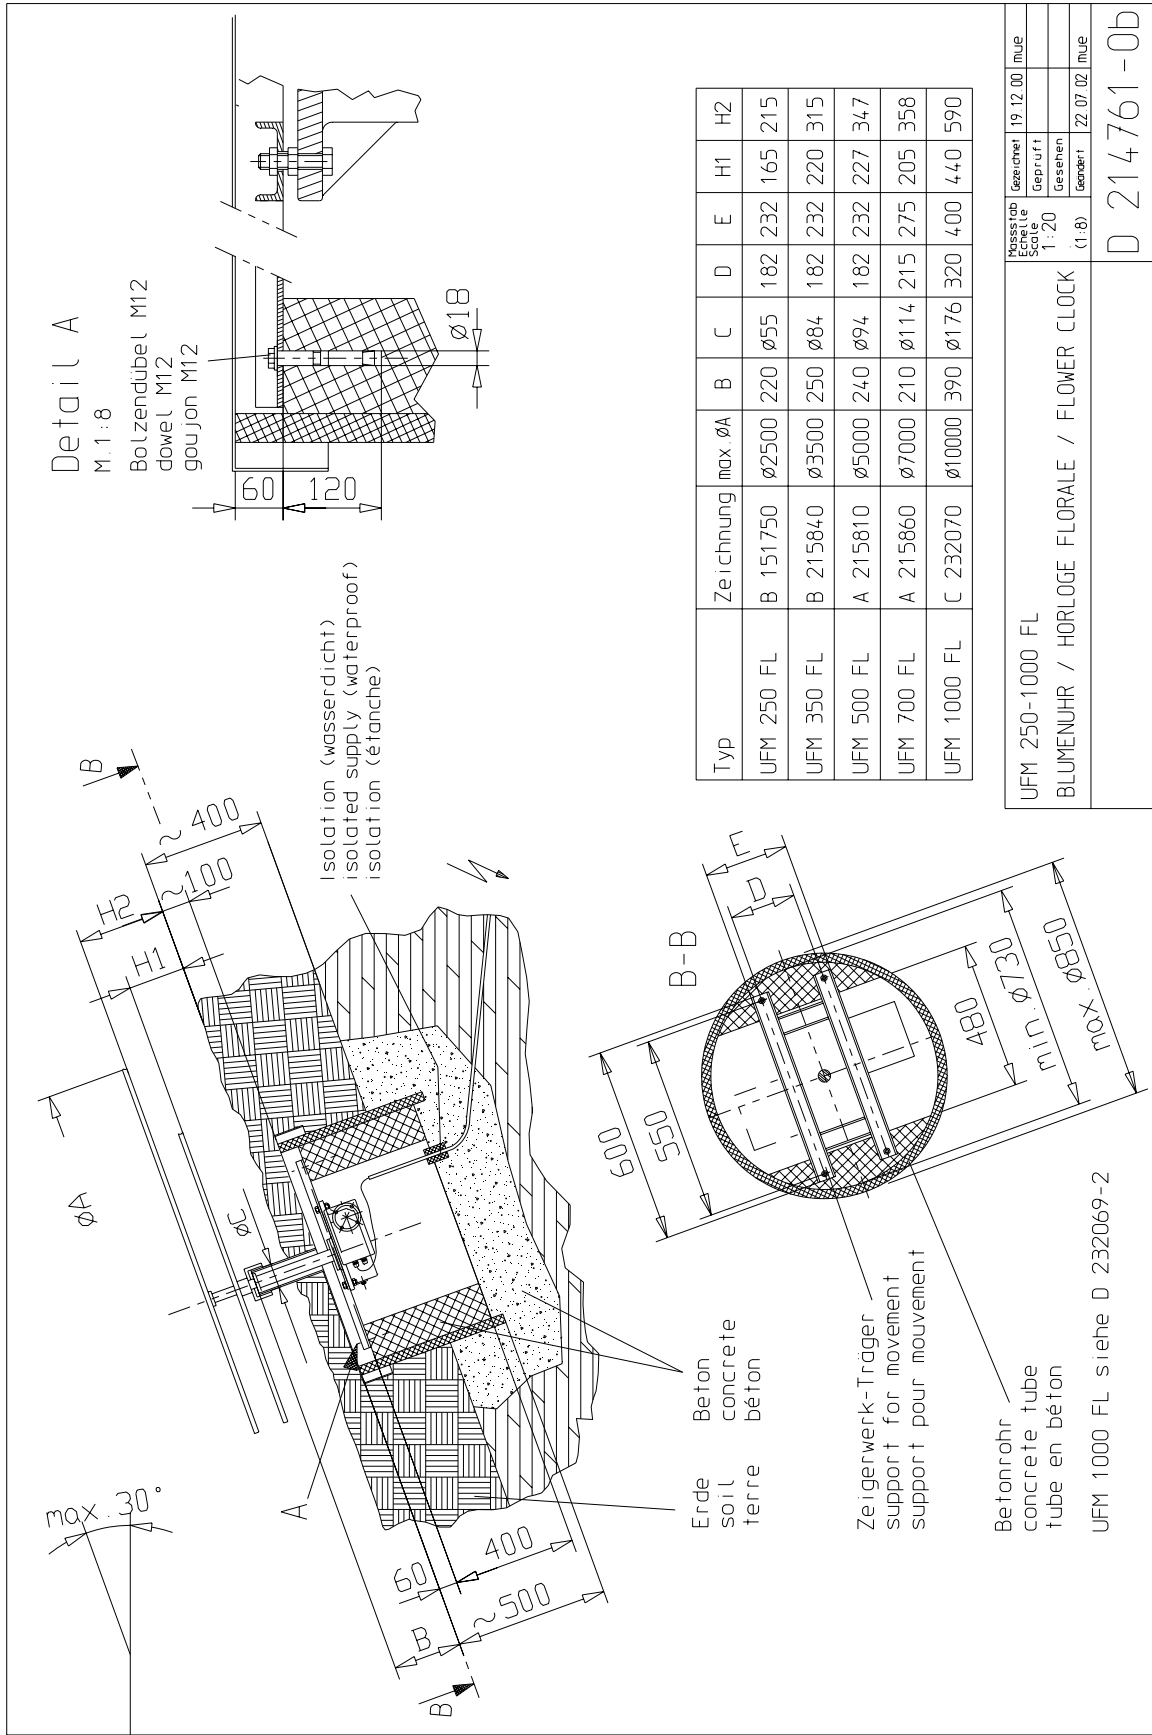 max. 30°
øA
øC
H2
H1
~100
~400
B
A
B
60
400
~500
B
Isolation (wasserdicht)
isolated supply (waterproof)
isolation (étanche)
Erde
soil
terre
Beton
concrete
béton
Detail A
M. 1:8
Bolzendübel M12
dowel M12
goujon M12
60
120
ø18
B-B
E
D
600
550
480
min. ø730
max. ø850
Zeigerwerk-Träger
support for movement
support pour mouvement
Betonrohr
concrete tube
tube en béton
UFM 1000 FL siehe D 232069-2
Typ Zeichnung max. øA B C D E H1 H2
UFM 250 FL B 151750 ø2500 220 ø55 182 232 165 215
UFM 350 FL B 215840 ø3500 250 ø84 182 232 220 315
UFM 500 FL A 215810 ø5000 240 ø94 182 232 227 347
UFM 700 FL A 215860 ø7000 210 ø114 215 275 205 358
UFM 1000 FL C 232070 ø10000 390 ø176 320 400 440 590
UFM 250-1000 FL
BLUMENUHR / HORLOGE FLORALE / FLOWER CLOCK
Massstab
Echelle
Scale
1:20
(1:8)
Gezeichnet 19.12.00 mue
Geprüft
Gesehen
Geändert 22.07.02 mue
D 214761-0b